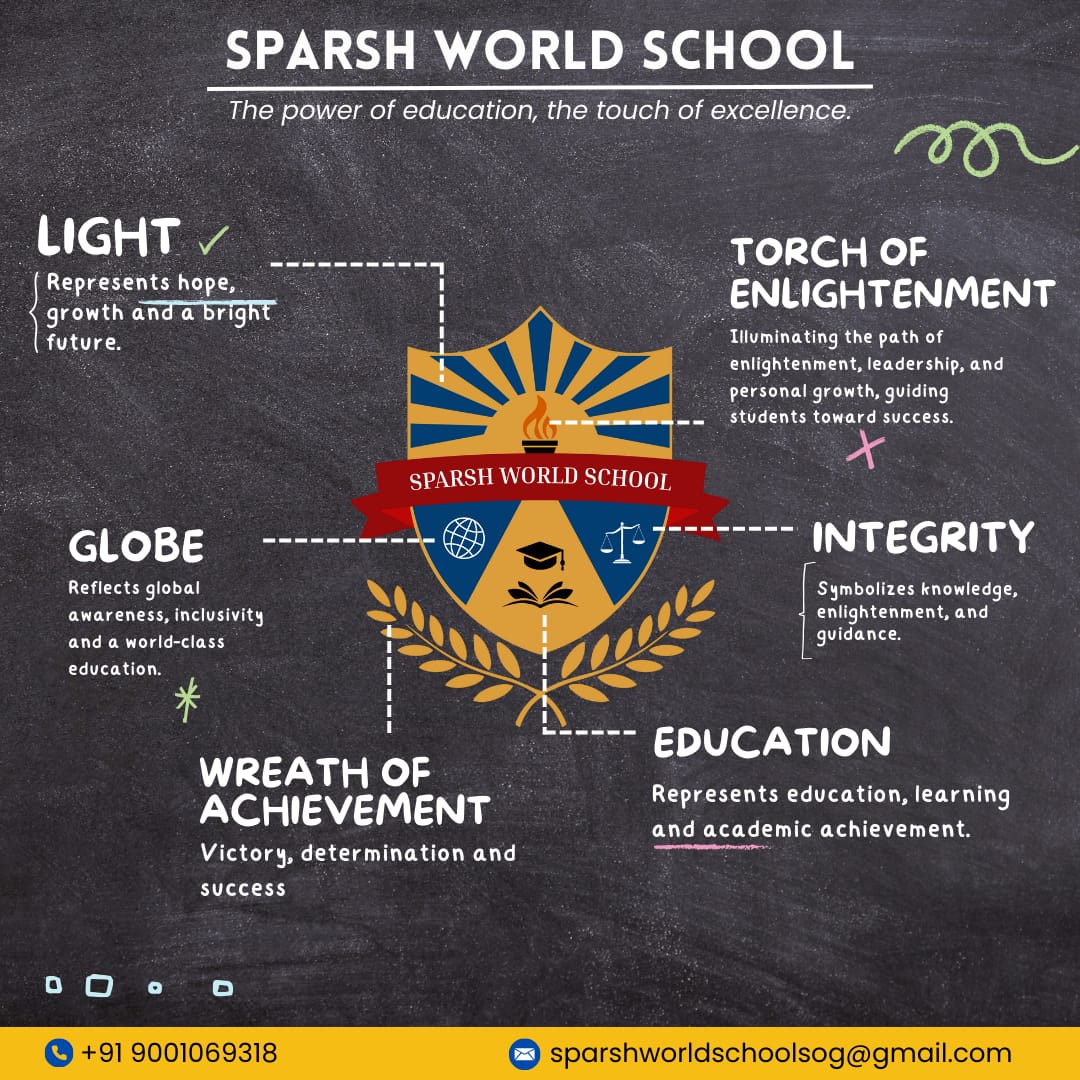 SPARSH WORLD SCHOOL
The power of education, the touch of excellence.
LIGHT
Represents hope,
growth and a bright
future.
TORCH OF
ENLIGHTENMENT
Illuminating the path of
enlightenment, leadership, and
personal growth, guiding
students toward success.
SPARSH WORLD SCHOOL
GLOBE
Reflects global
awareness, inclusivity
and a world-class
education.
INTEGRITY
Symbolizes knowledge,
enlightenment, and
guidance.
WREATH OF
ACHIEVEMENT
Victory, determination and
success
EDUCATION
Represents education, learning
and academic achievement.
+91 9001069318
sparshworldschoolsog@gmail.com